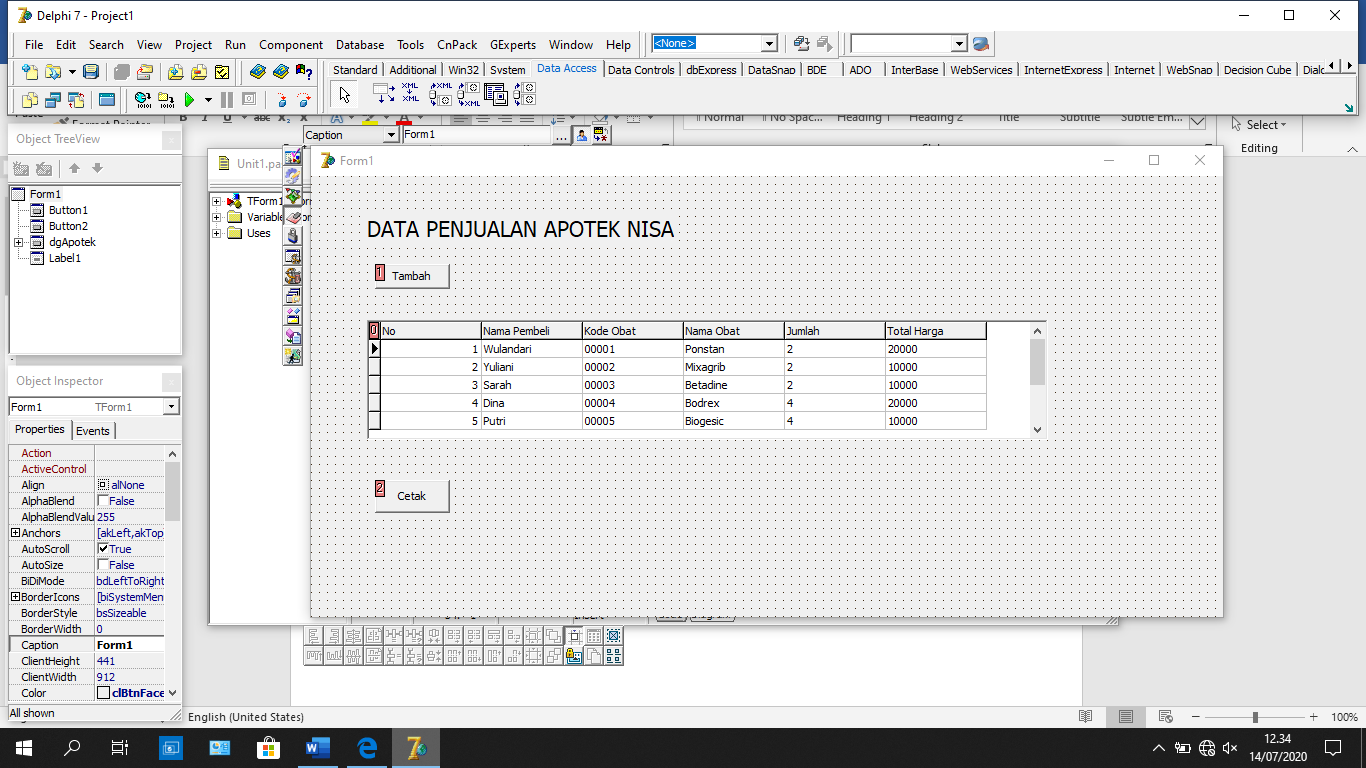 Delphi 7 - Project1
File Edit Search View Project Run Component Database Tools CnPack GExperts Window Help <None>
Standard Additional Win32 System Data Access Data Controls dbExpress DataSnap BDE ADO InterBase WebServices InternetExpress Internet WebSnap Decision Cube
Format Painter
Normal No Spac... Heading 1 Heading 2 Title Subtitle Subtle Em...
Select
Editing
Object TreeView
Form1
Button1
Button2
dgApotek
Label1
Caption Form1
Unit1.pa
Variable
Uses
Form1
DATA PENJUALAN APOTEK NISA
1 Tambah
0 No Nama Pembeli Kode Obat Nama Obat Jumlah Total Harga
1 Wulandari 00001 Ponstan 2 20000
2 Yuliani 00002 Mixagrib 2 10000
3 Sarah 00003 Betadine 2 10000
4 Dina 00004 Bodrex 4 20000
5 Putri 00005 Biogesic 4 10000
2 Cetak
Object Inspector
Form1 TForm1
Properties Events
Action
ActiveControl
Align alNone
AlphaBlend False
AlphaBlendValu 255
Anchors [akLeft,akTop
AutoScroll True
AutoSize False
BiDiMode bdLeftToRight
BorderIcons [biSystemMen
BorderStyle bsSizeable
BorderWidth 0
Caption Form1
ClientHeight 441
ClientWidth 912
Color clBtnFace
All shown
English (United States)
100%
12.34
14/07/2020